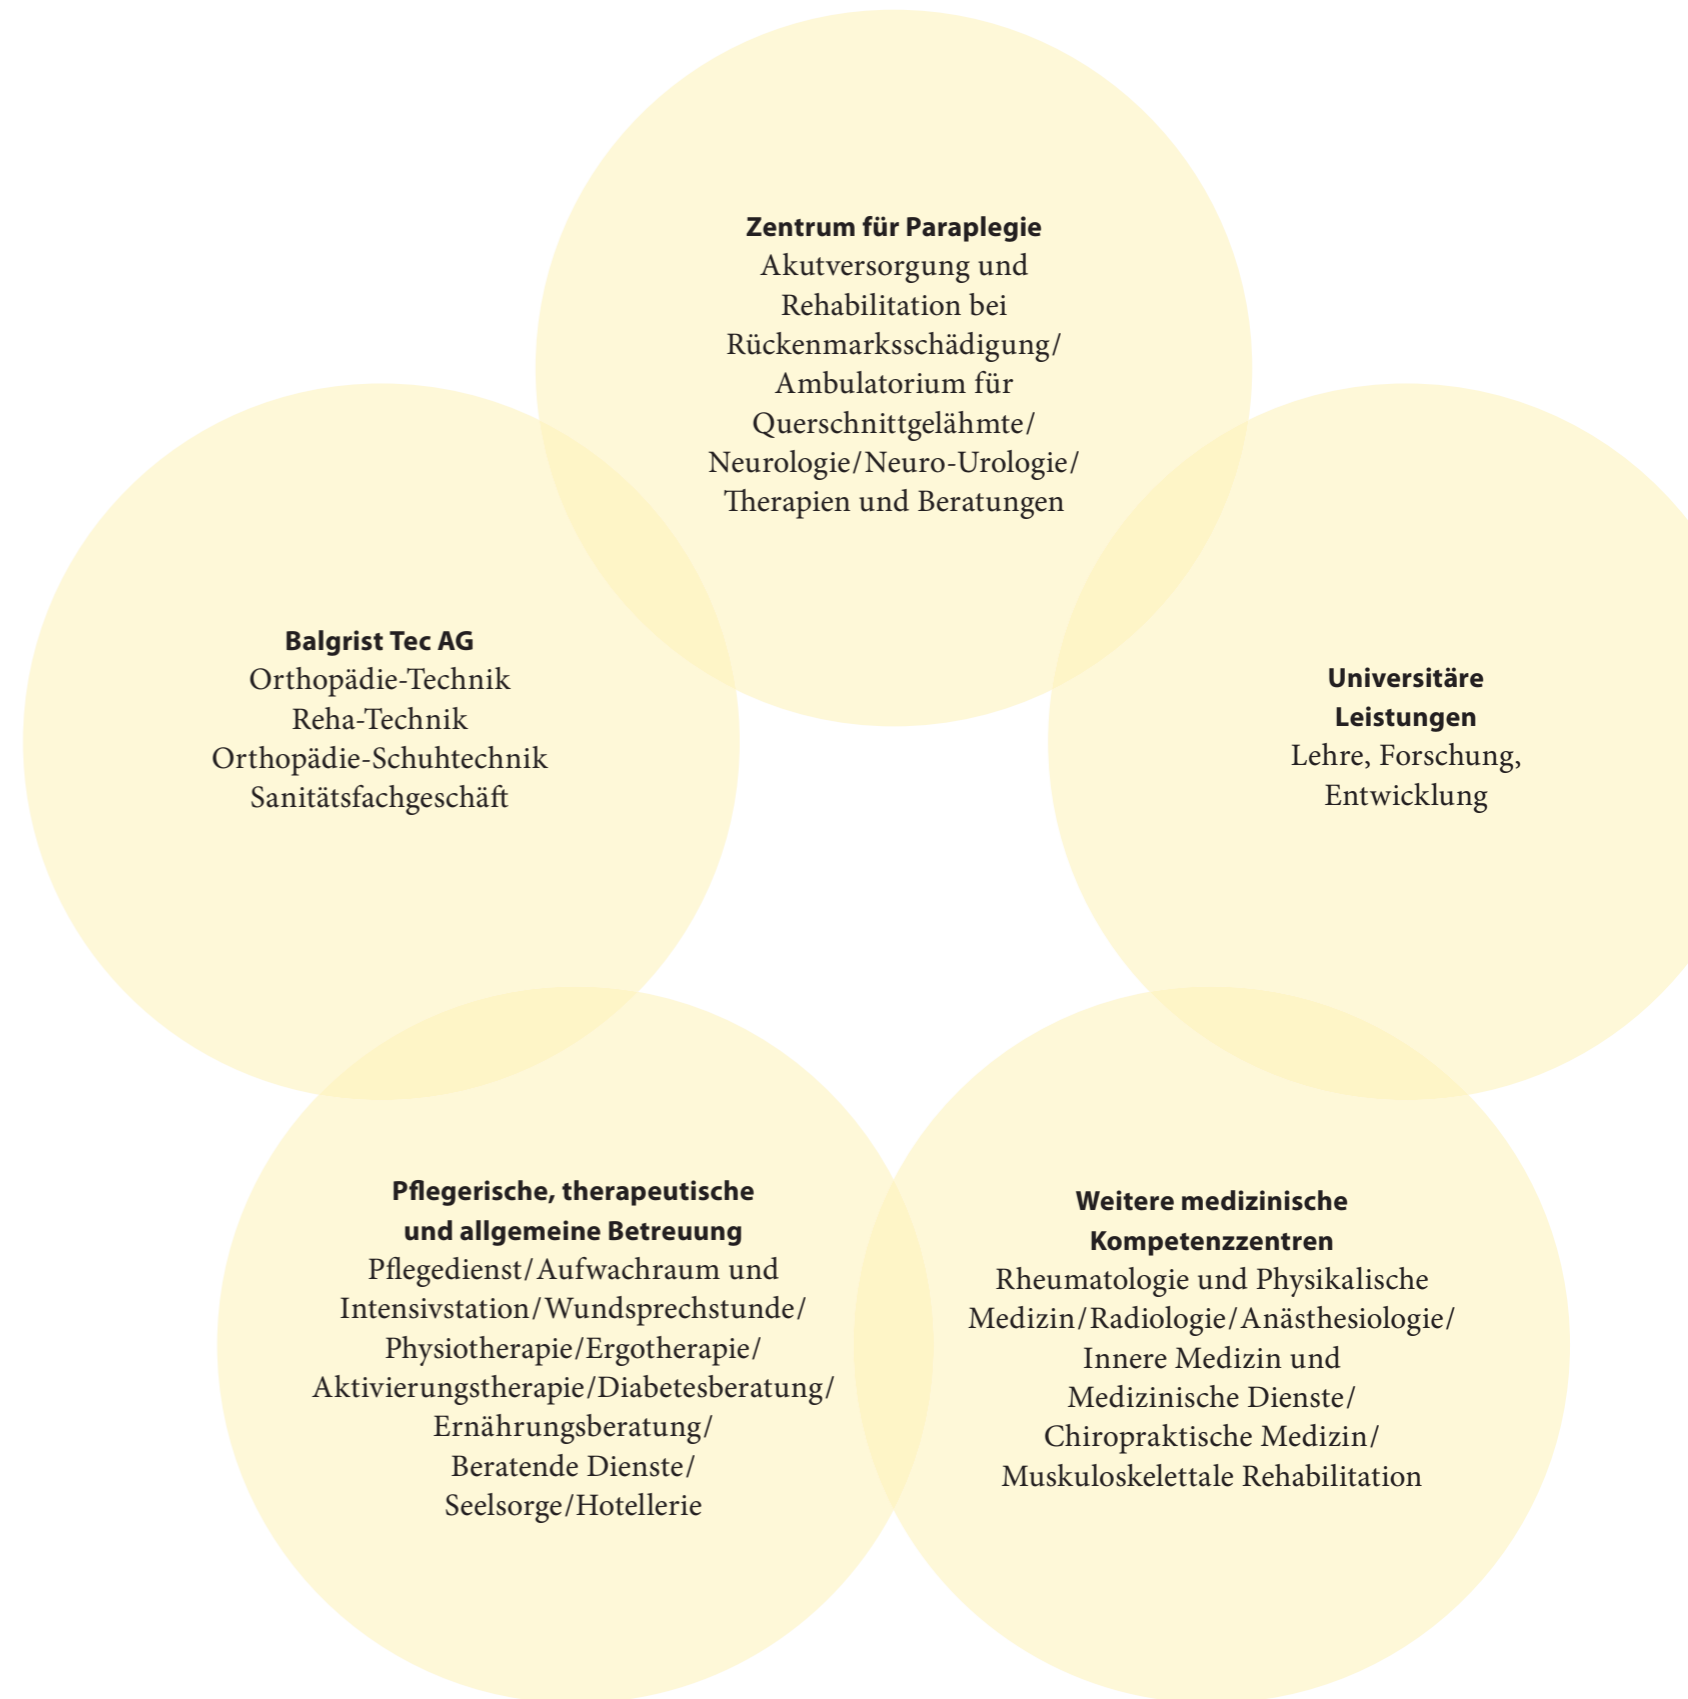 Zentrum für Paraplegie
Akutversorgung und
Rehabilitation bei
Rückenmarksschädigung/
Ambulatorium für
Querschnittgelähmte/
Neurologie/Neuro-Urologie/
Therapien und Beratungen
Balgrist Tec AG
Orthopädie-Technik
Reha-Technik
Orthopädie-Schuhtechnik
Sanitätsfachgeschäft
Universitäre
Leistungen
Lehre, Forschung,
Entwicklung
Pflegerische, therapeutische
und allgemeine Betreuung
Pflegedienst/Aufwachraum und
Intensivstation/Wundsprechstunde/
Physiotherapie/Ergotherapie/
Aktivierungstherapie/Diabetesberatung/
Ernährungsberatung/
Beratende Dienste/
Seelsorge/Hotellerie
Weitere medizinische
Kompetenzzentren
Rheumatologie und Physikalische
Medizin/Radiologie/Anästhesiologie/
Innere Medizin und
Medizinische Dienste/
Chiropraktische Medizin/
Muskuloskelettale Rehabilitation